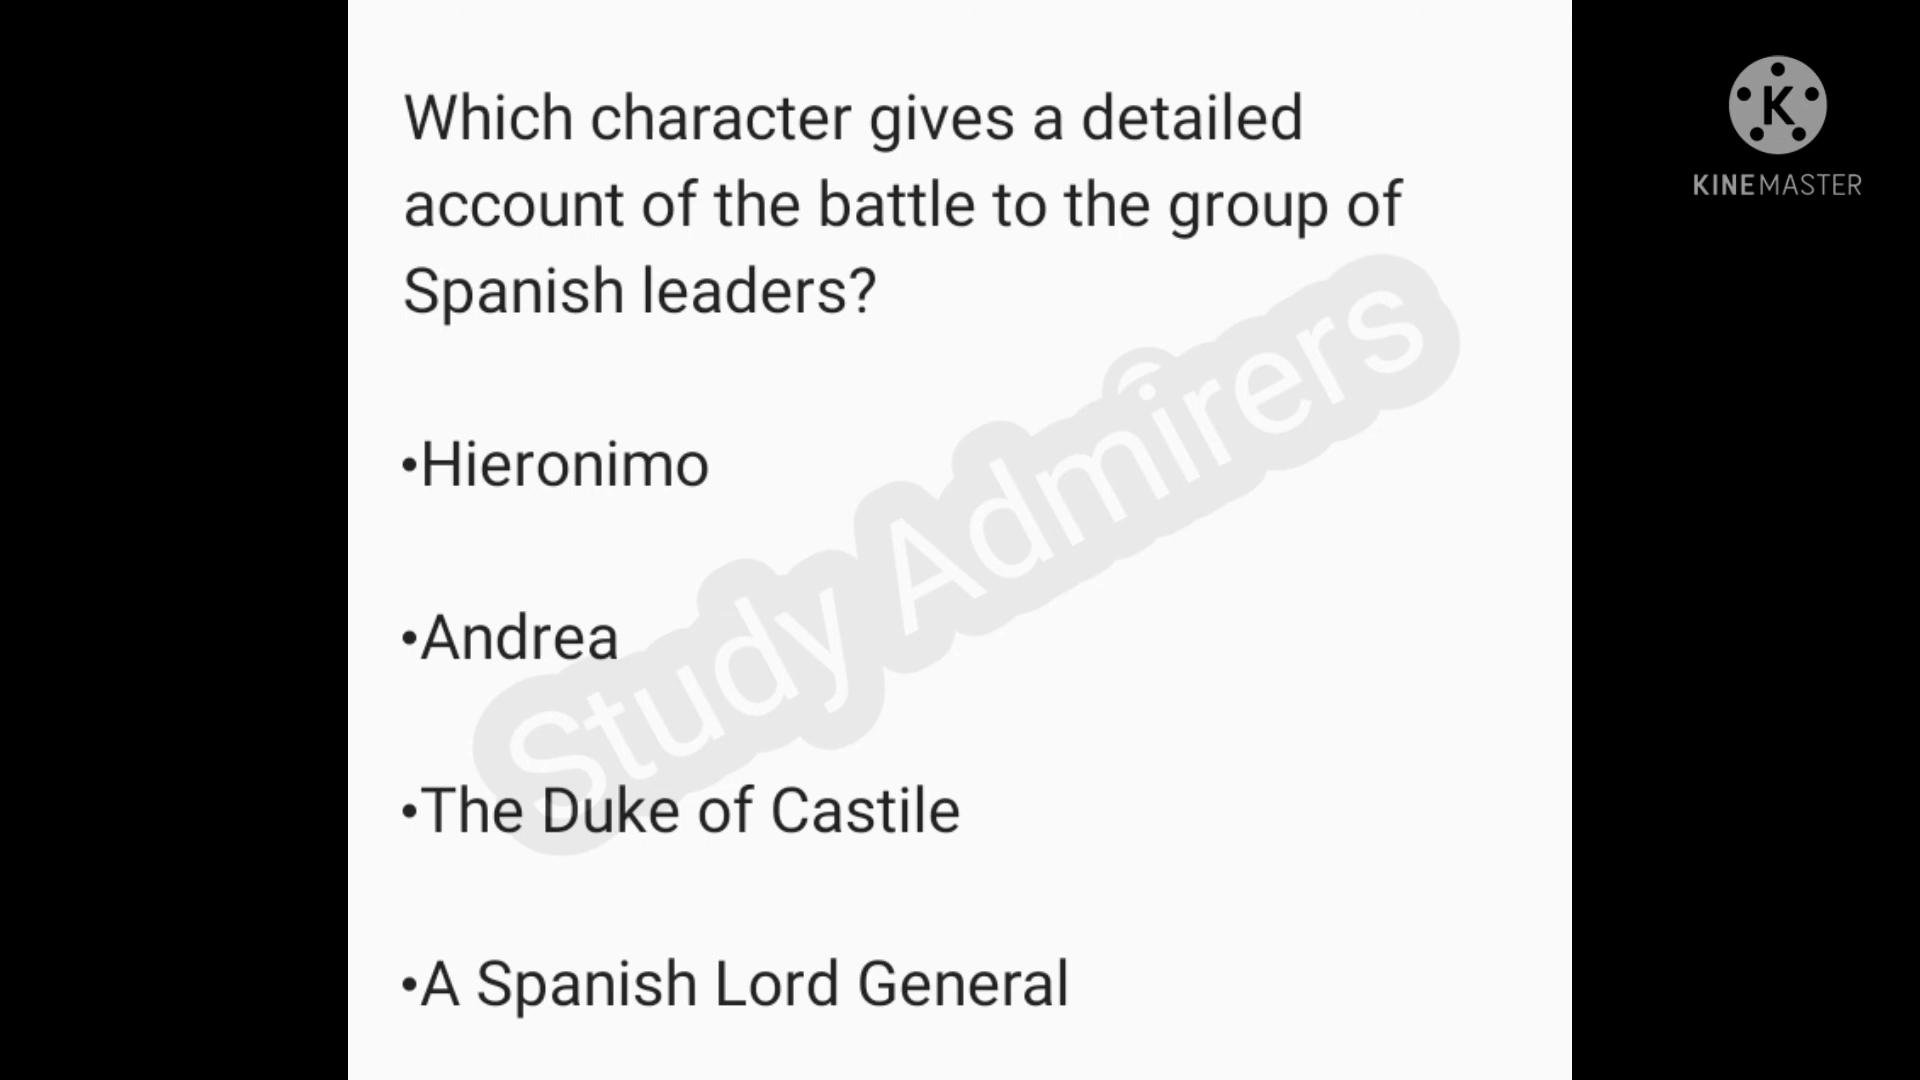 Which character gives a detailed
account of the battle to the group of
Spanish leaders?
•Hieronimo
•Andrea
•The Duke of Castile
•A Spanish Lord General
Study Admirers
K
KINEMASTER